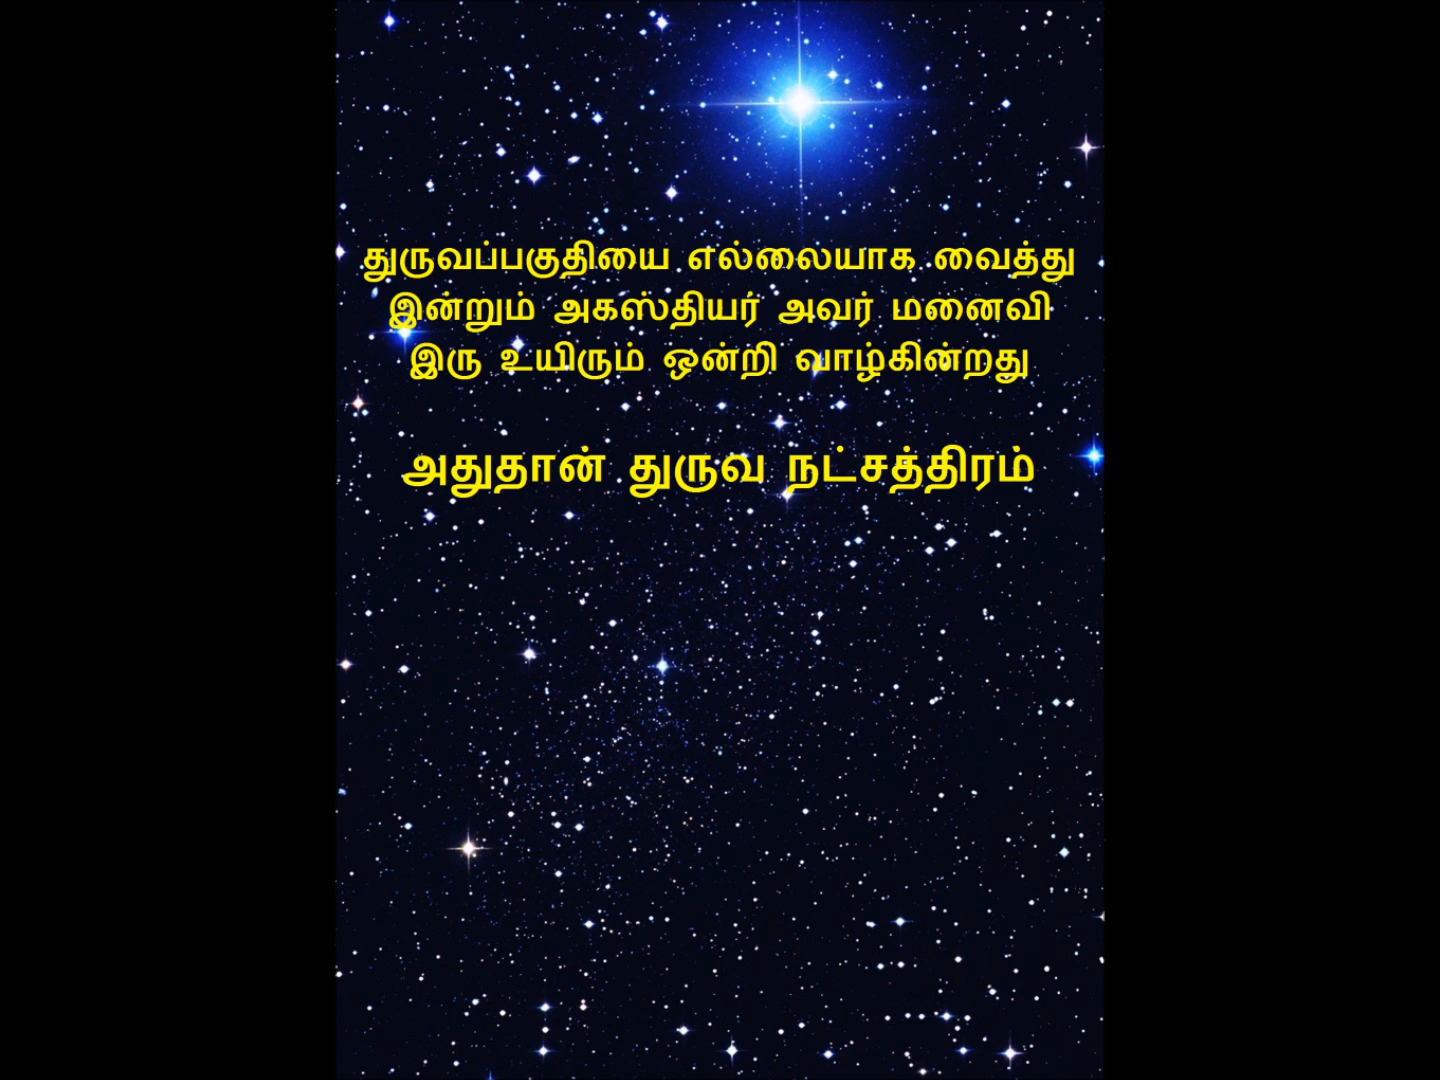 துருவப்பகுதியை எல்லையாக வைத்து
இன்றும் அகஸ்தியர் அவர் மனைவி
இரு உயிரும் ஒன்றி வாழ்கின்றது
அதுதான் துருவ நட்சத்திரம்